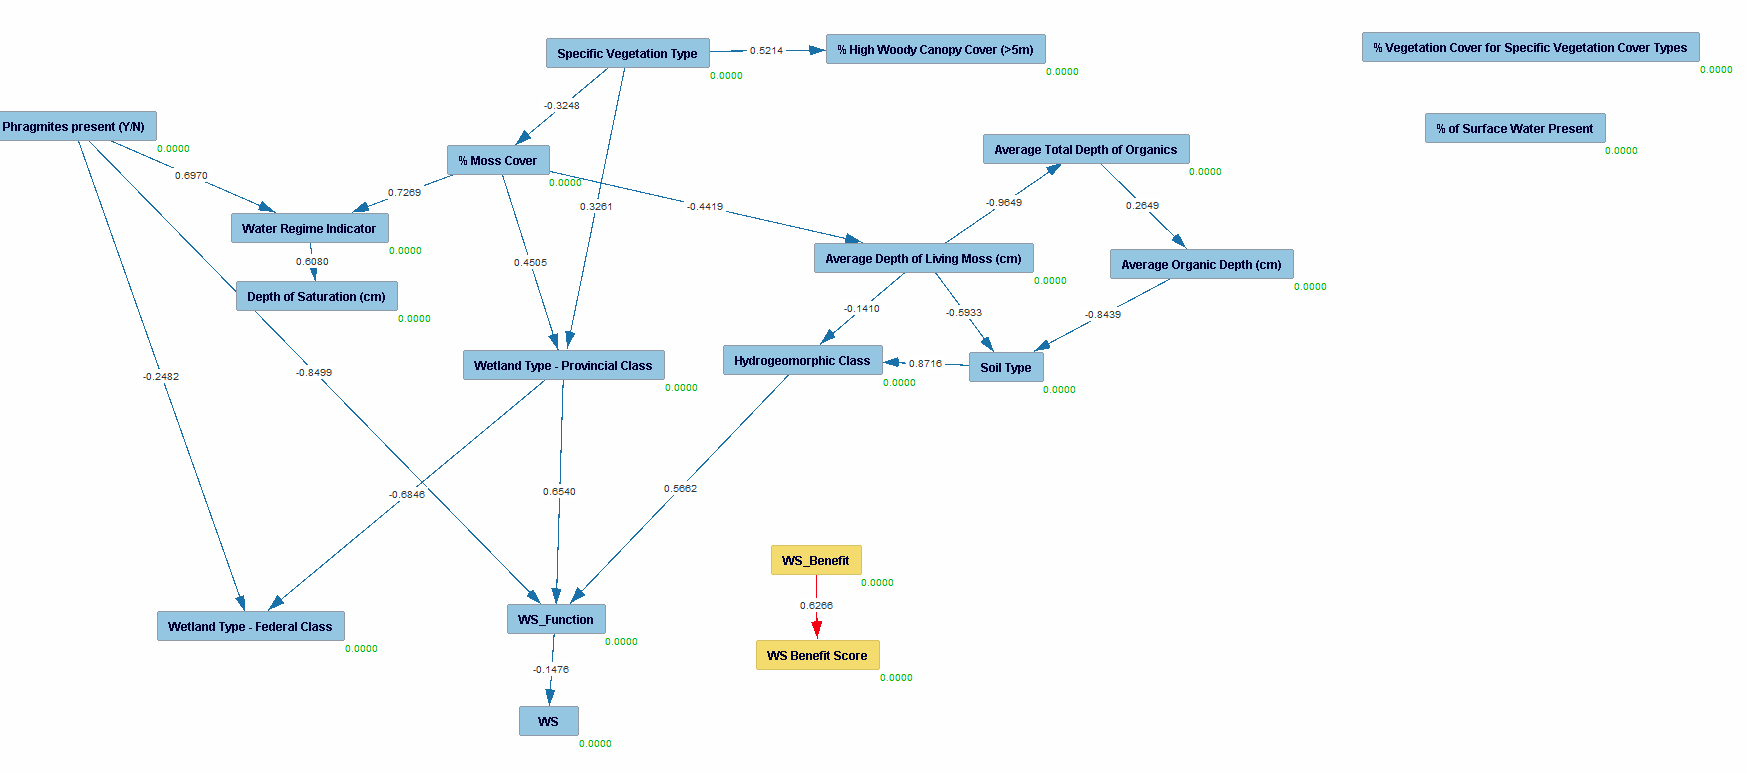 % Vegetation Cover for Specific Vegetation Cover Types
0.0000
Specific Vegetation Type
0.0000
0.5214
% High Woody Canopy Cover (>5m)
0.0000
-0.3248
Phragmites present (Y/N)
0.0000
% of Surface Water Present
0.0000
% Moss Cover
0.0000
Average Total Depth of Organics
0.0000
0.6970
0.7269
0.3261
-0.4419
-0.9649
0.2649
Water Regime Indicator
0.0000
0.6080
0.4505
Average Depth of Living Moss (cm)
0.0000
Average Organic Depth (cm)
0.0000
Depth of Saturation (cm)
0.0000
-0.1410
-0.5933
-0.8439
Wetland Type - Provincial Class
0.0000
Hydrogeomorphic Class
0.0000
0.8716
Soil Type
0.0000
-0.2482
-0.8499
-0.6846
0.6540
0.5662
WS_Benefit
0.0000
0.6266
Wetland Type - Federal Class
0.0000
WS_Function
0.0000
WS Benefit Score
0.0000
-0.1476
WS
0.0000